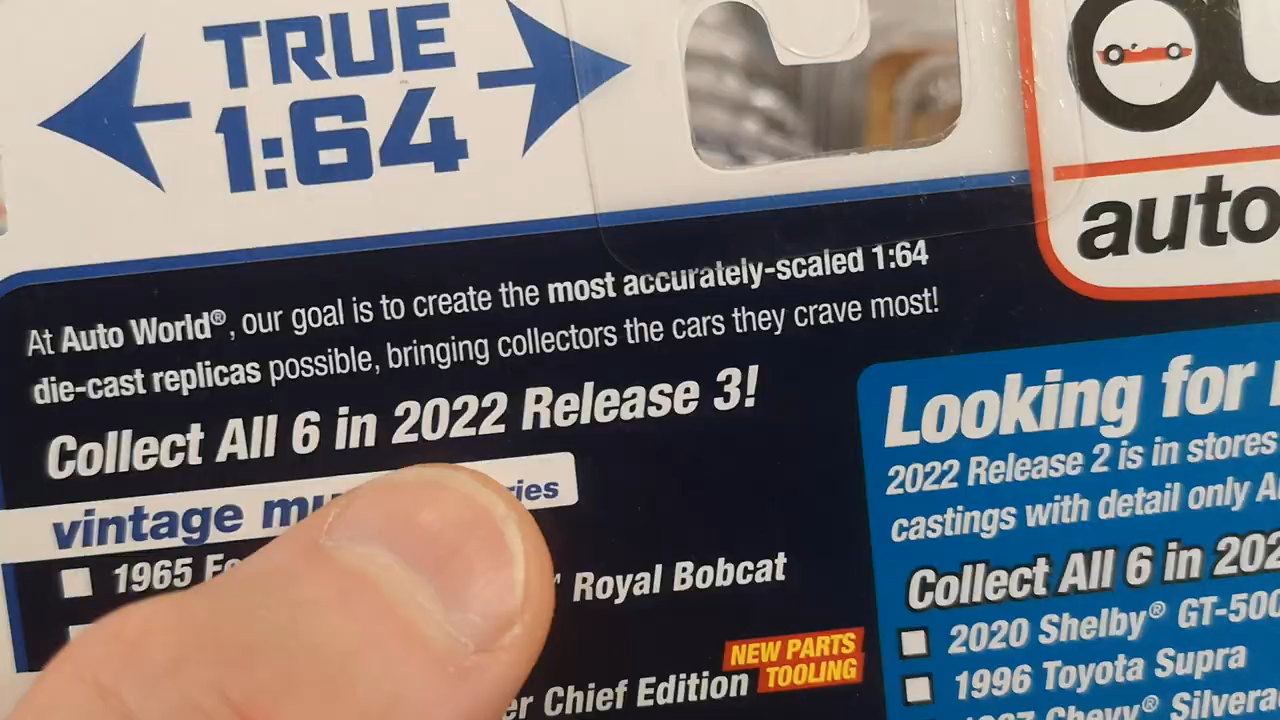 TRUE
1:64
auto
At Auto World®, our goal is to create the most accurately-scaled 1:64
die-cast replicas possible, bringing collectors the cars they crave most!
Collect All 6 in 2022 Release 3!
vintage
1965
Royal Bobcat
NEW PARTS
TOOLING
Chief Edition
Looking for
2022 Release 2 is in stores
castings with detail only
Collect All 6 in
2020 Shelby® GT-500
1996 Toyota Supra
Chevy®